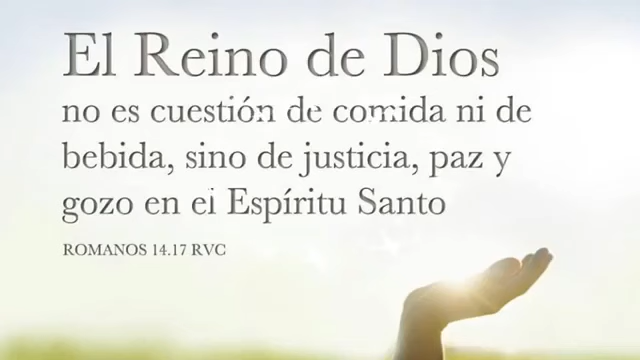 El Reino de Dios
no es cuestión de comida ni de
bebida, sino de justicia, paz y
gozo en el Espíritu Santo
ROMANOS 14.17 RVC